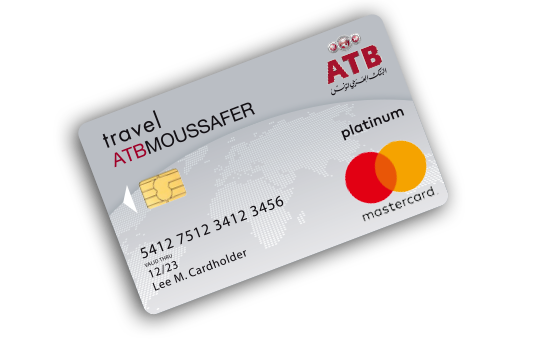 travel
ATBMOUSSAFER
ATB
البنك العربي لتونس
platinum
5412 7512 3412 3456
VALID THRU
12/23
Lee M. Cardholder
mastercard